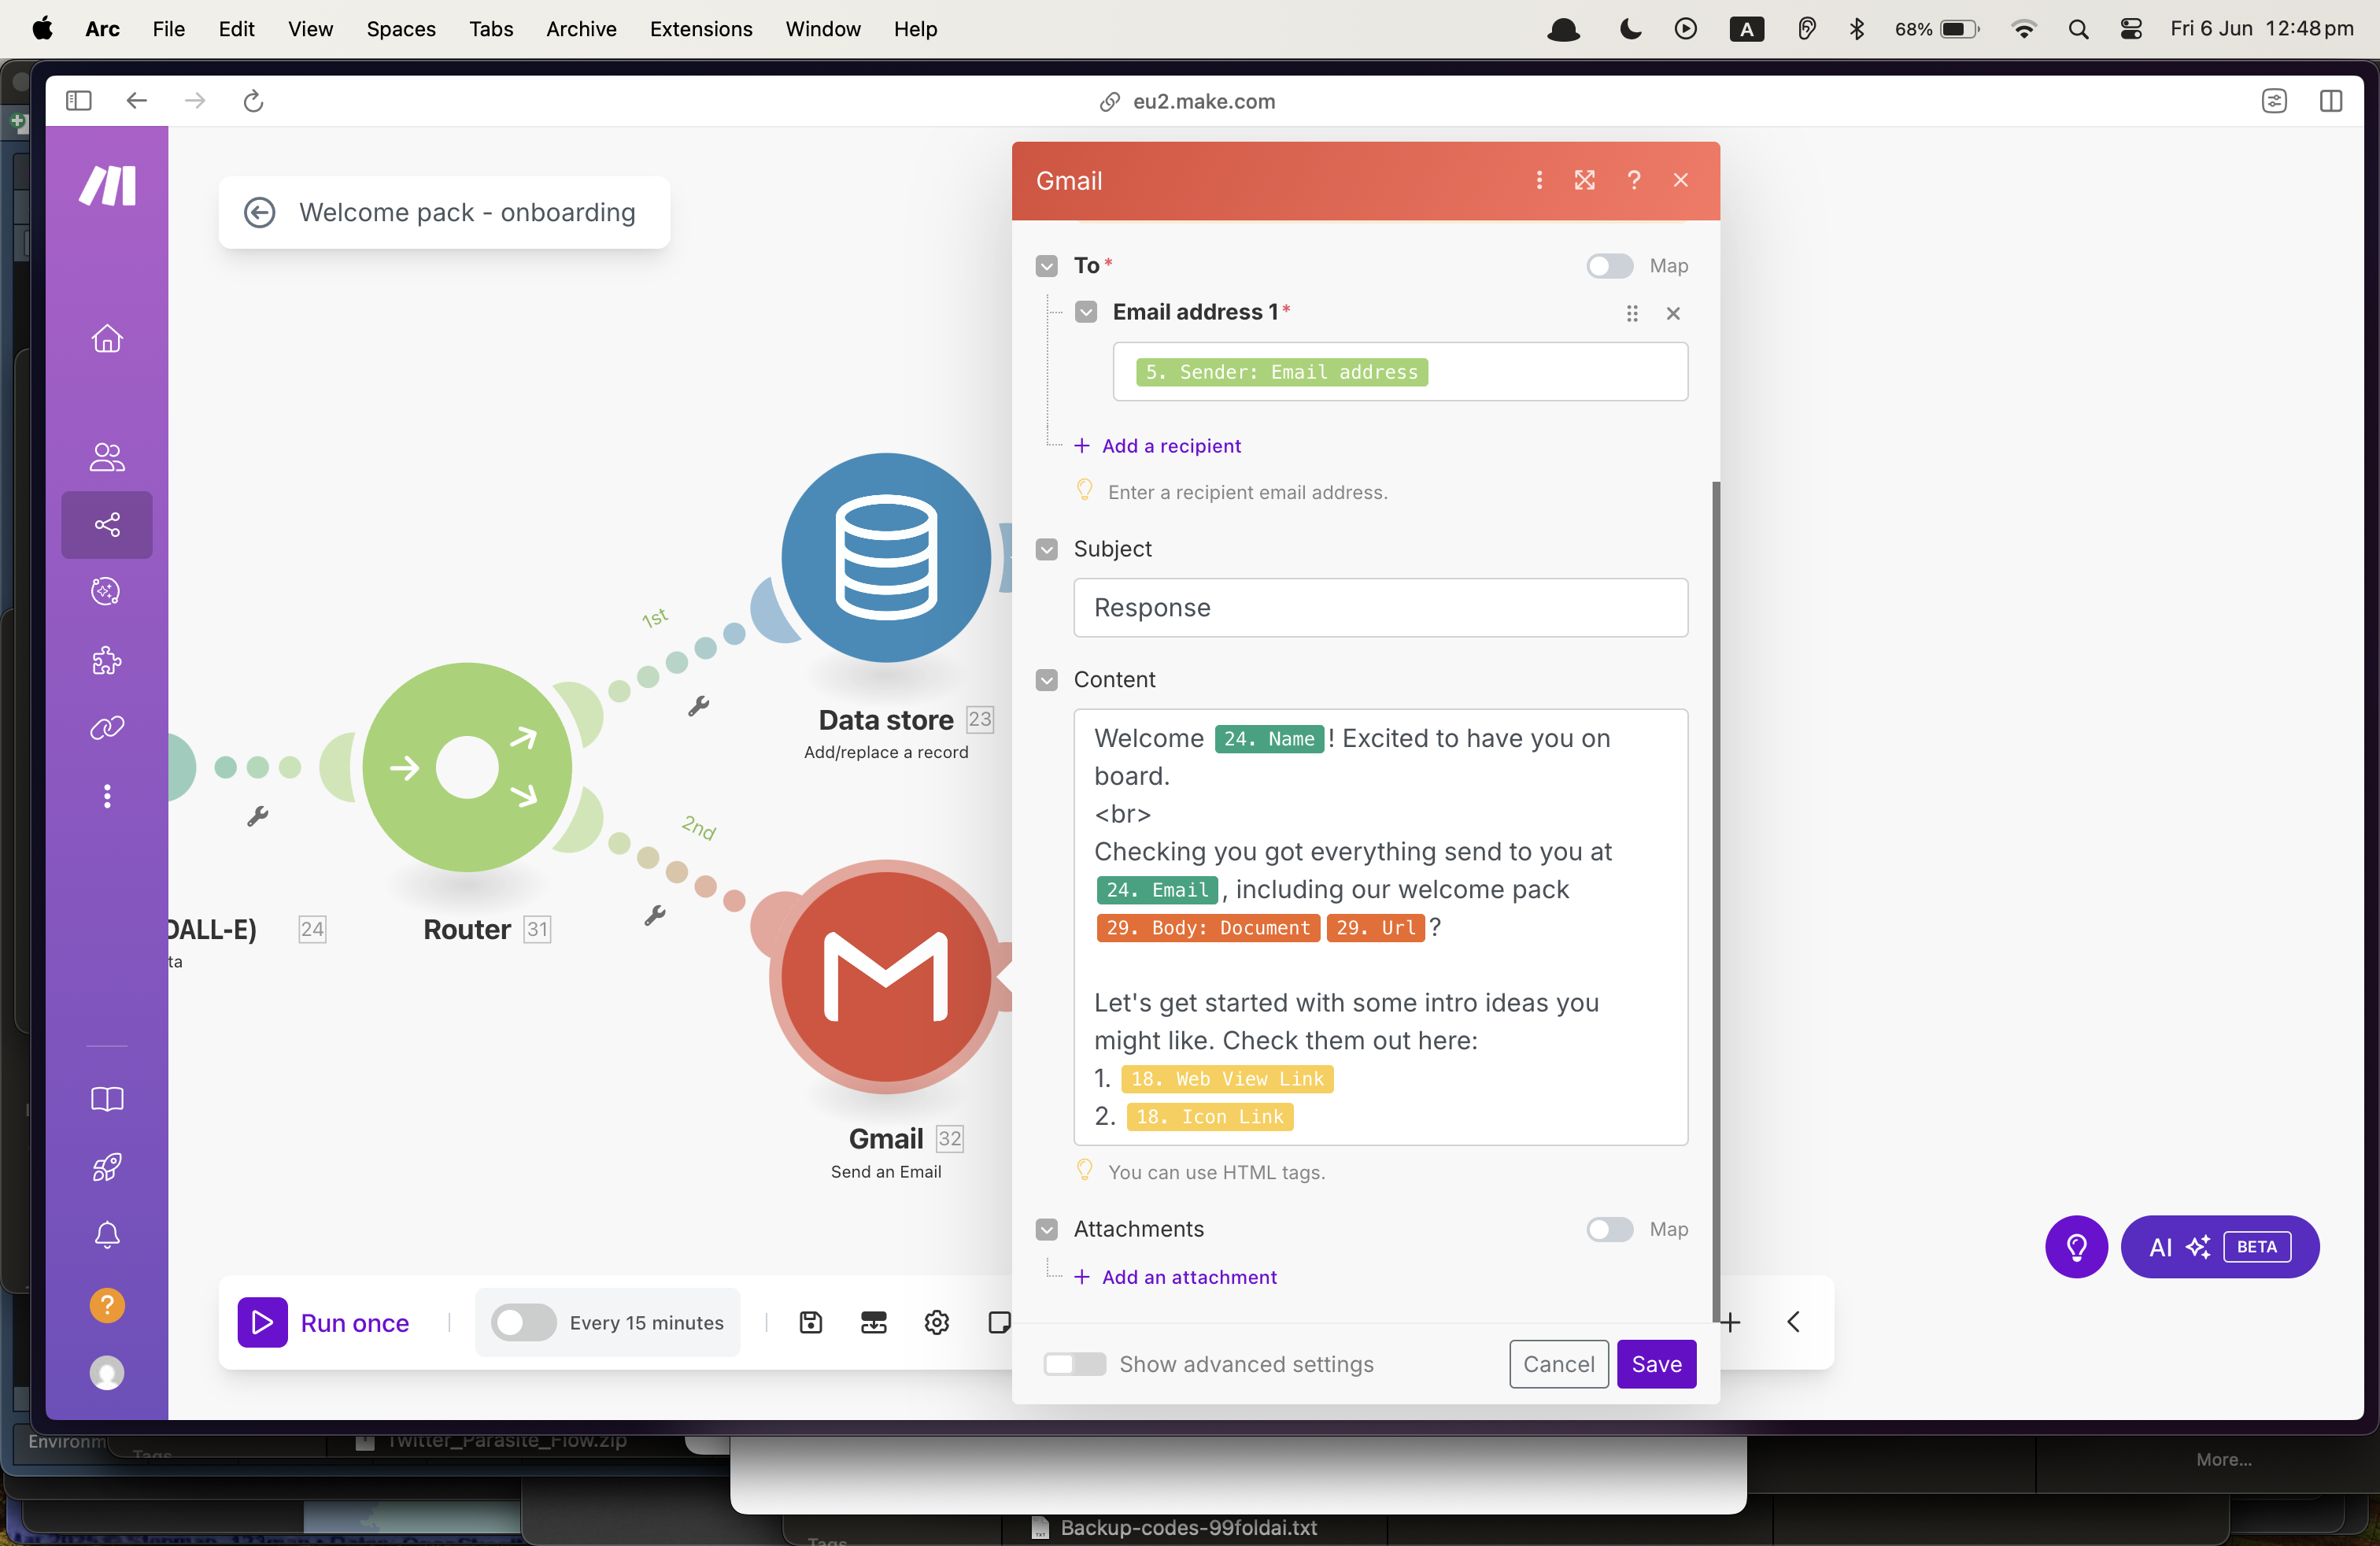 Arc File Edit View Spaces Tabs Archive Extensions Window Help
A 68% Fri 6 Jun 12:48 pm
eu2.make.com
Welcome pack - onboarding
Gmail
To *
Map
Email address 1 *
5. Sender: Email address
+ Add a recipient
Enter a recipient email address.
Subject
Response
Content
Welcome 24. Name ! Excited to have you on
board.
<br>
Checking you got everything send to you at
24. Email , including our welcome pack
29. Body: Document 29. Url ?
Let's get started with some intro ideas you
might like. Check them out here:
1. 18. Web View Link
2. 18. Icon Link
You can use HTML tags.
Attachments
Map
+ Add an attachment
Show advanced settings
Cancel
Save
1st
Data store 23
Add/replace a record
2nd
DALL-E) 24
ta
Router 31
Gmail 32
Send an Email
Run once
Every 15 minutes
AI BETA
?
Environm
Tags
Twitter_Parasite_Flow.zip
More...
Backup-codes-99foldai.txt
Tags